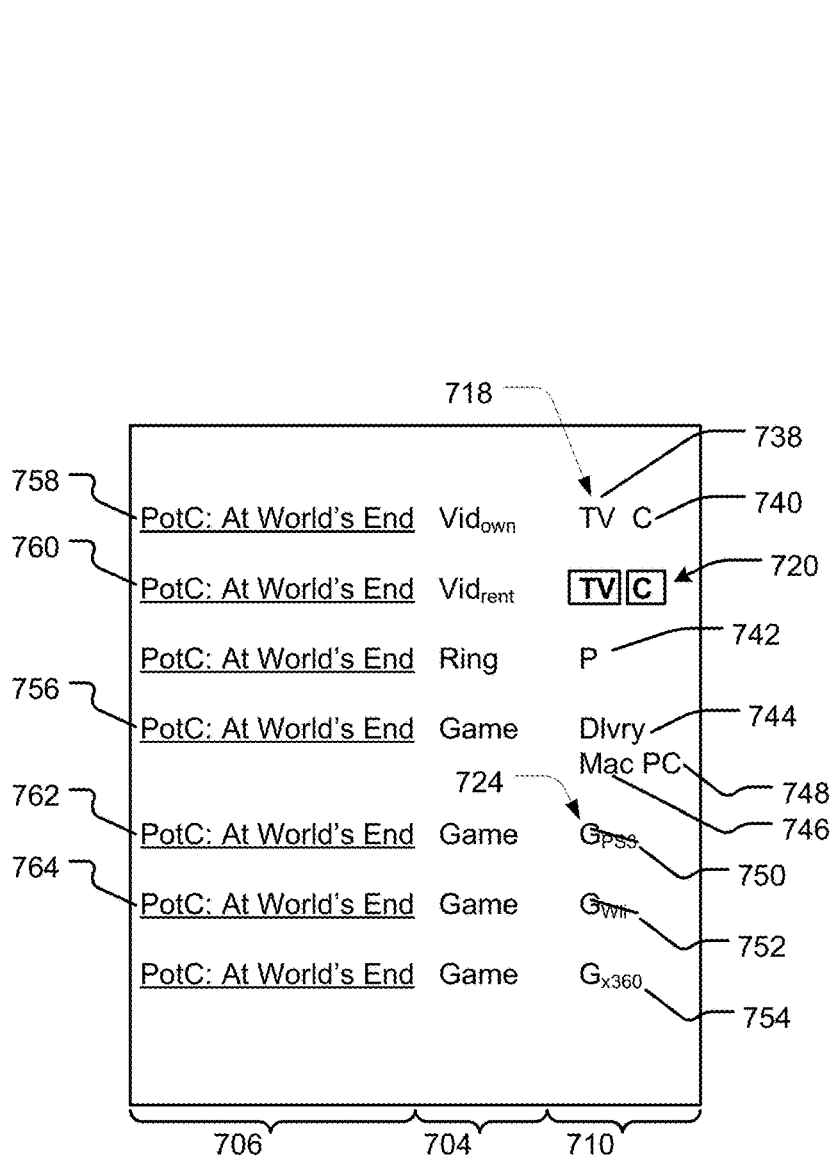 718
738
758 PotC: At World's End Vidown TV C 740
760 PotC: At World's End Vidrent TV C 720
PotC: At World's End Ring P 742
756 PotC: At World's End Game Dlvry 744
Mac PC 748
724 746
762 PotC: At World's End Game GPS3 750
764 PotC: At World's End Game GWii 752
PotC: At World's End Game Gx360 754
706 704 710